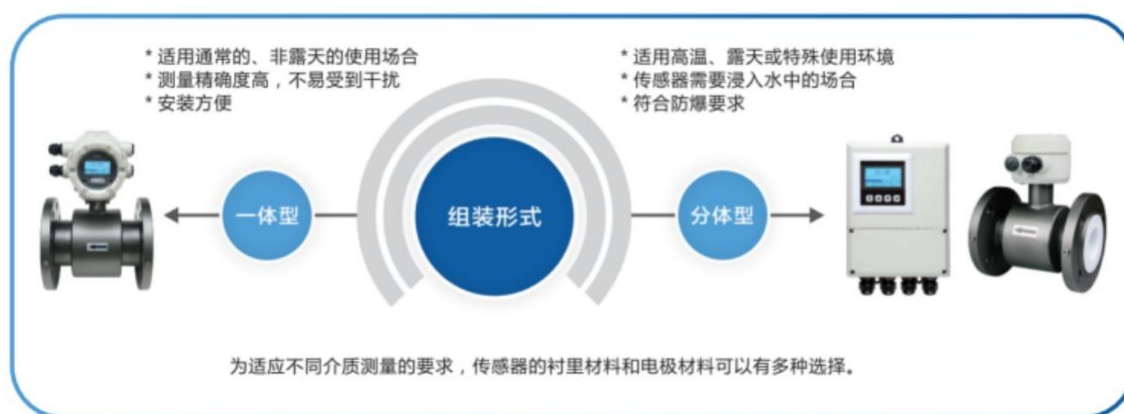 * 适用通常的、非露天的使用场合
* 测量精确度高，不易受到干扰
* 安装方便
* 适用高温、露天或特殊使用环境
* 传感器需要浸入水中的场合
* 符合防爆要求
一体型
组装形式
分体型
为适应不同介质测量的要求，传感器的衬里材料和电极材料可以有多种选择。